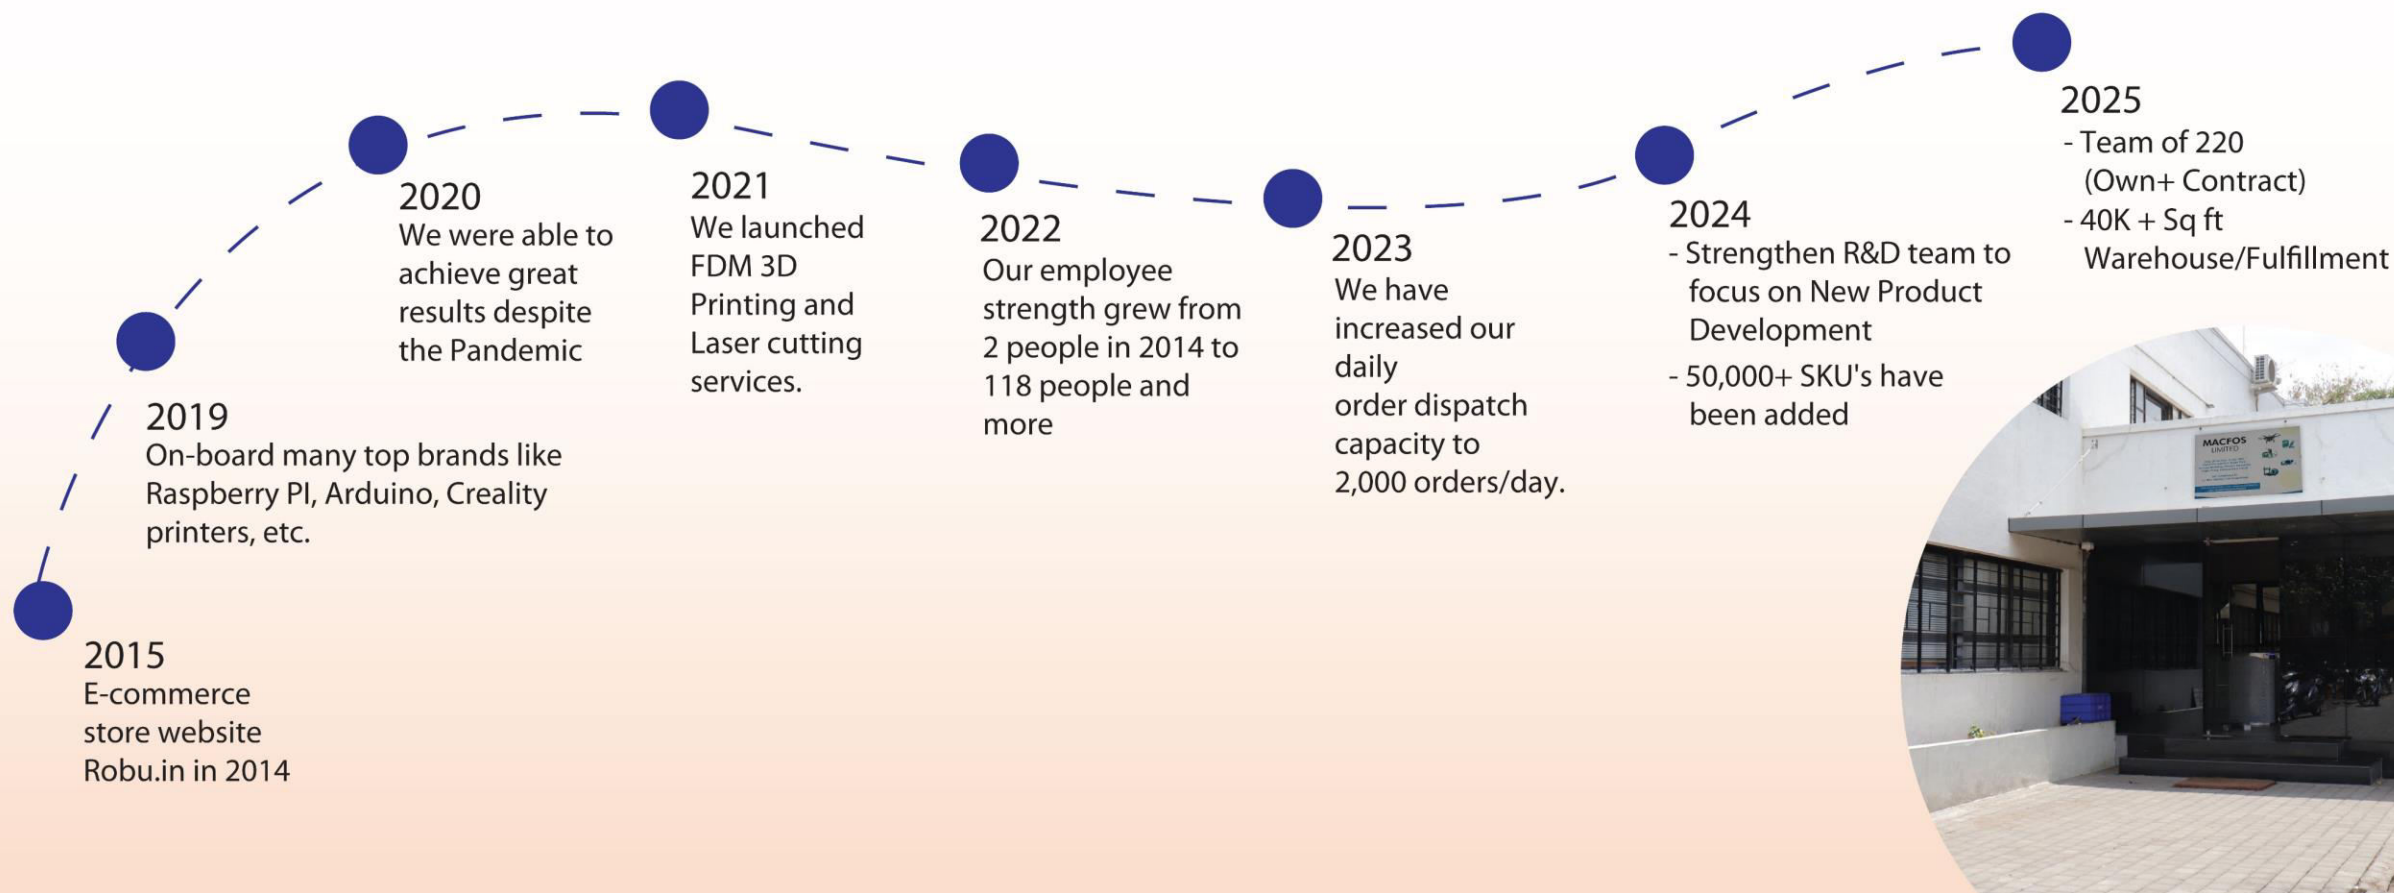 2015
E-commerce
store website
Robu.in in 2014
2019
On-board many top brands like
Raspberry PI, Arduino, Creality
printers, etc.
2020
We were able to
achieve great
results despite
the Pandemic
2021
We launched
FDM 3D
Printing and
Laser cutting
services.
2022
Our employee
strength grew from
2 people in 2014 to
118 people and
more
2023
We have
increased our
daily
order dispatch
capacity to
2,000 orders/day.
2024
- Strengthen R&D team to
focus on New Product
Development
- 50,000+ SKU's have
been added
2025
- Team of 220
(Own+ Contract)
- 40K + Sq ft
Warehouse/Fulfillment
MACFOS
LIMITED